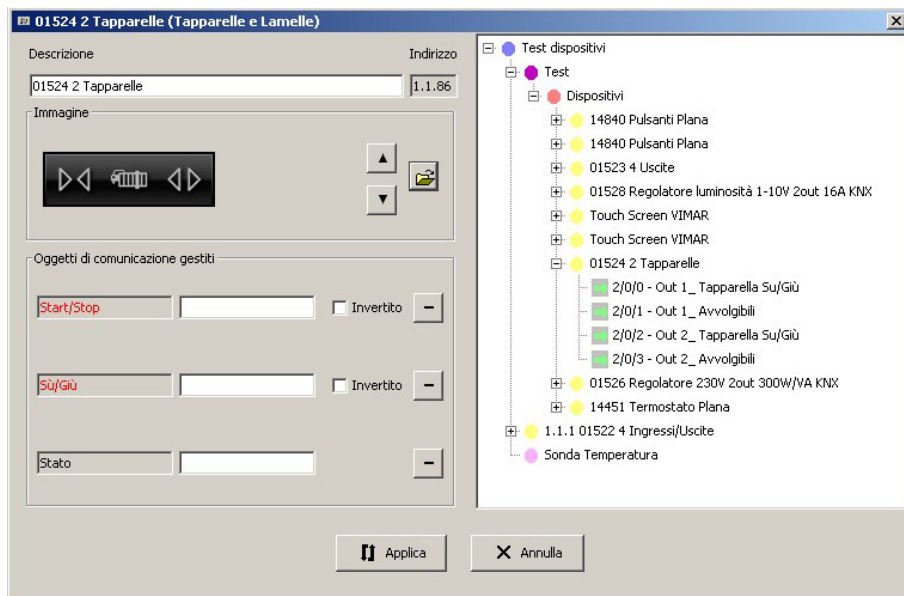 01524 2 Tapparelle (Tapparelle e Lamelle)
Descrizione
Indirizzo
01524 2 Tapparelle
1.1.86
Immagine
Oggetti di comunicazione gestiti
Start/Stop
Invertito
Sù/Giù
Invertito
Stato
Test dispositivi
Test
Dispositivi
14840 Pulsanti Plana
14840 Pulsanti Plana
01523 4 Uscite
01528 Regolatore luminosità 1-10V 2out 16A KNX
Touch Screen VIMAR
Touch Screen VIMAR
01524 2 Tapparelle
2/0/0 - Out 1_ Tapparella Su/Giù
2/0/1 - Out 1_ Avvolgibili
2/0/2 - Out 2_ Tapparella Su/Giù
2/0/3 - Out 2_ Avvolgibili
01526 Regolatore 230V 2out 300W/VA KNX
14451 Termostato Plana
1.1.1 01522 4 Ingressi/Uscite
Sonda Temperatura
Applica
Annulla